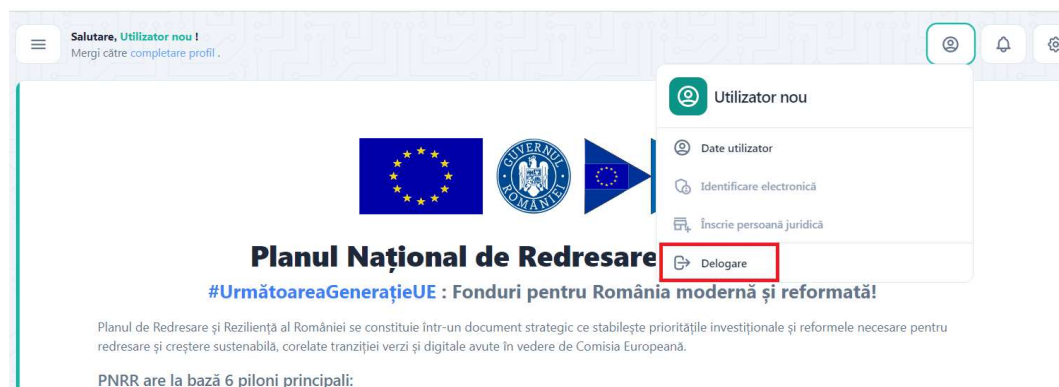 Salutare, Utilizator nou !
Mergi către completare profil .
Utilizator nou
Date utilizator
Identificare electronică
Înscrie persoană juridică
Delogare
GUVERNUL ROMÂNIEI
Planul Național de Redresare
#UrmătoareaGenerațieUE : Fonduri pentru România modernă și reformată!
Planul de Redresare și Reziliență al României se constituie într-un document strategic ce stabilește prioritățile investiționale și reformele necesare pentru
redresare și creștere sustenabilă, corelate tranziției verzi și digitale avute în vedere de Comisia Europeană.
PNRR are la bază 6 piloni principali: